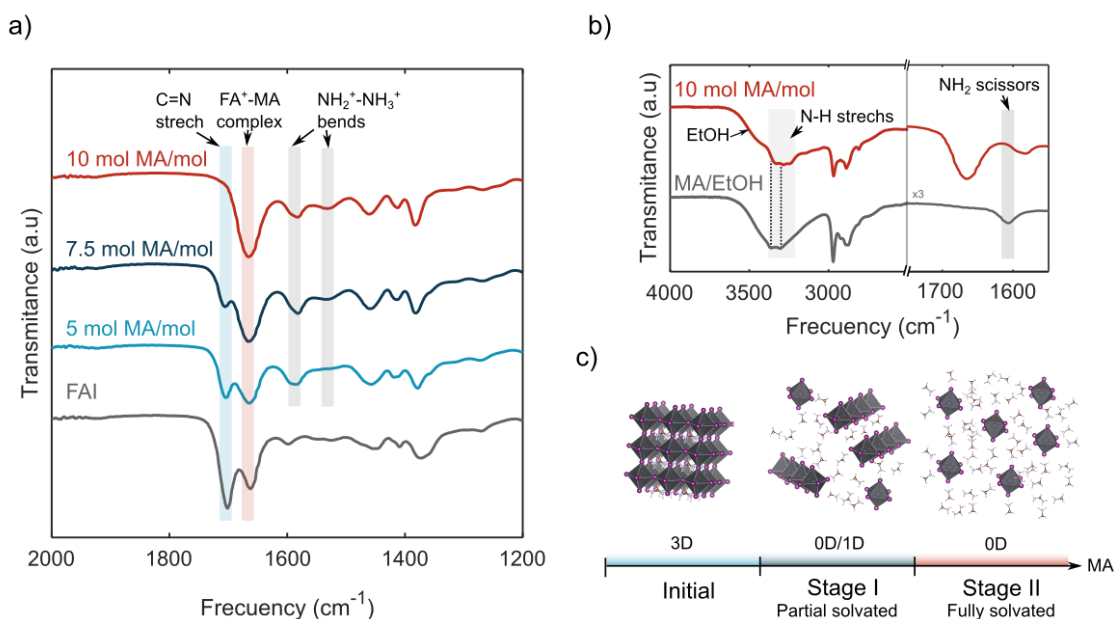 a)
C=N
strech
FA⁺-MA
complex
NH₂⁺-NH₃⁺
bends
10 mol MA/mol
7.5 mol MA/mol
5 mol MA/mol
FAI
Transmitance (a.u)
2000
1800
1600
1400
1200
Frecuency (cm⁻¹)
b)
10 mol MA/mol
NH₂ scissors
EtOH
N-H strechs
MA/EtOH
x3
Transmitance (a.u)
4000
3500
3000
1700
1600
Frecuency (cm⁻¹)
c)
3D
0D/1D
0D
MA
Initial
Stage I
Stage II
Partial solvated
Fully solvated